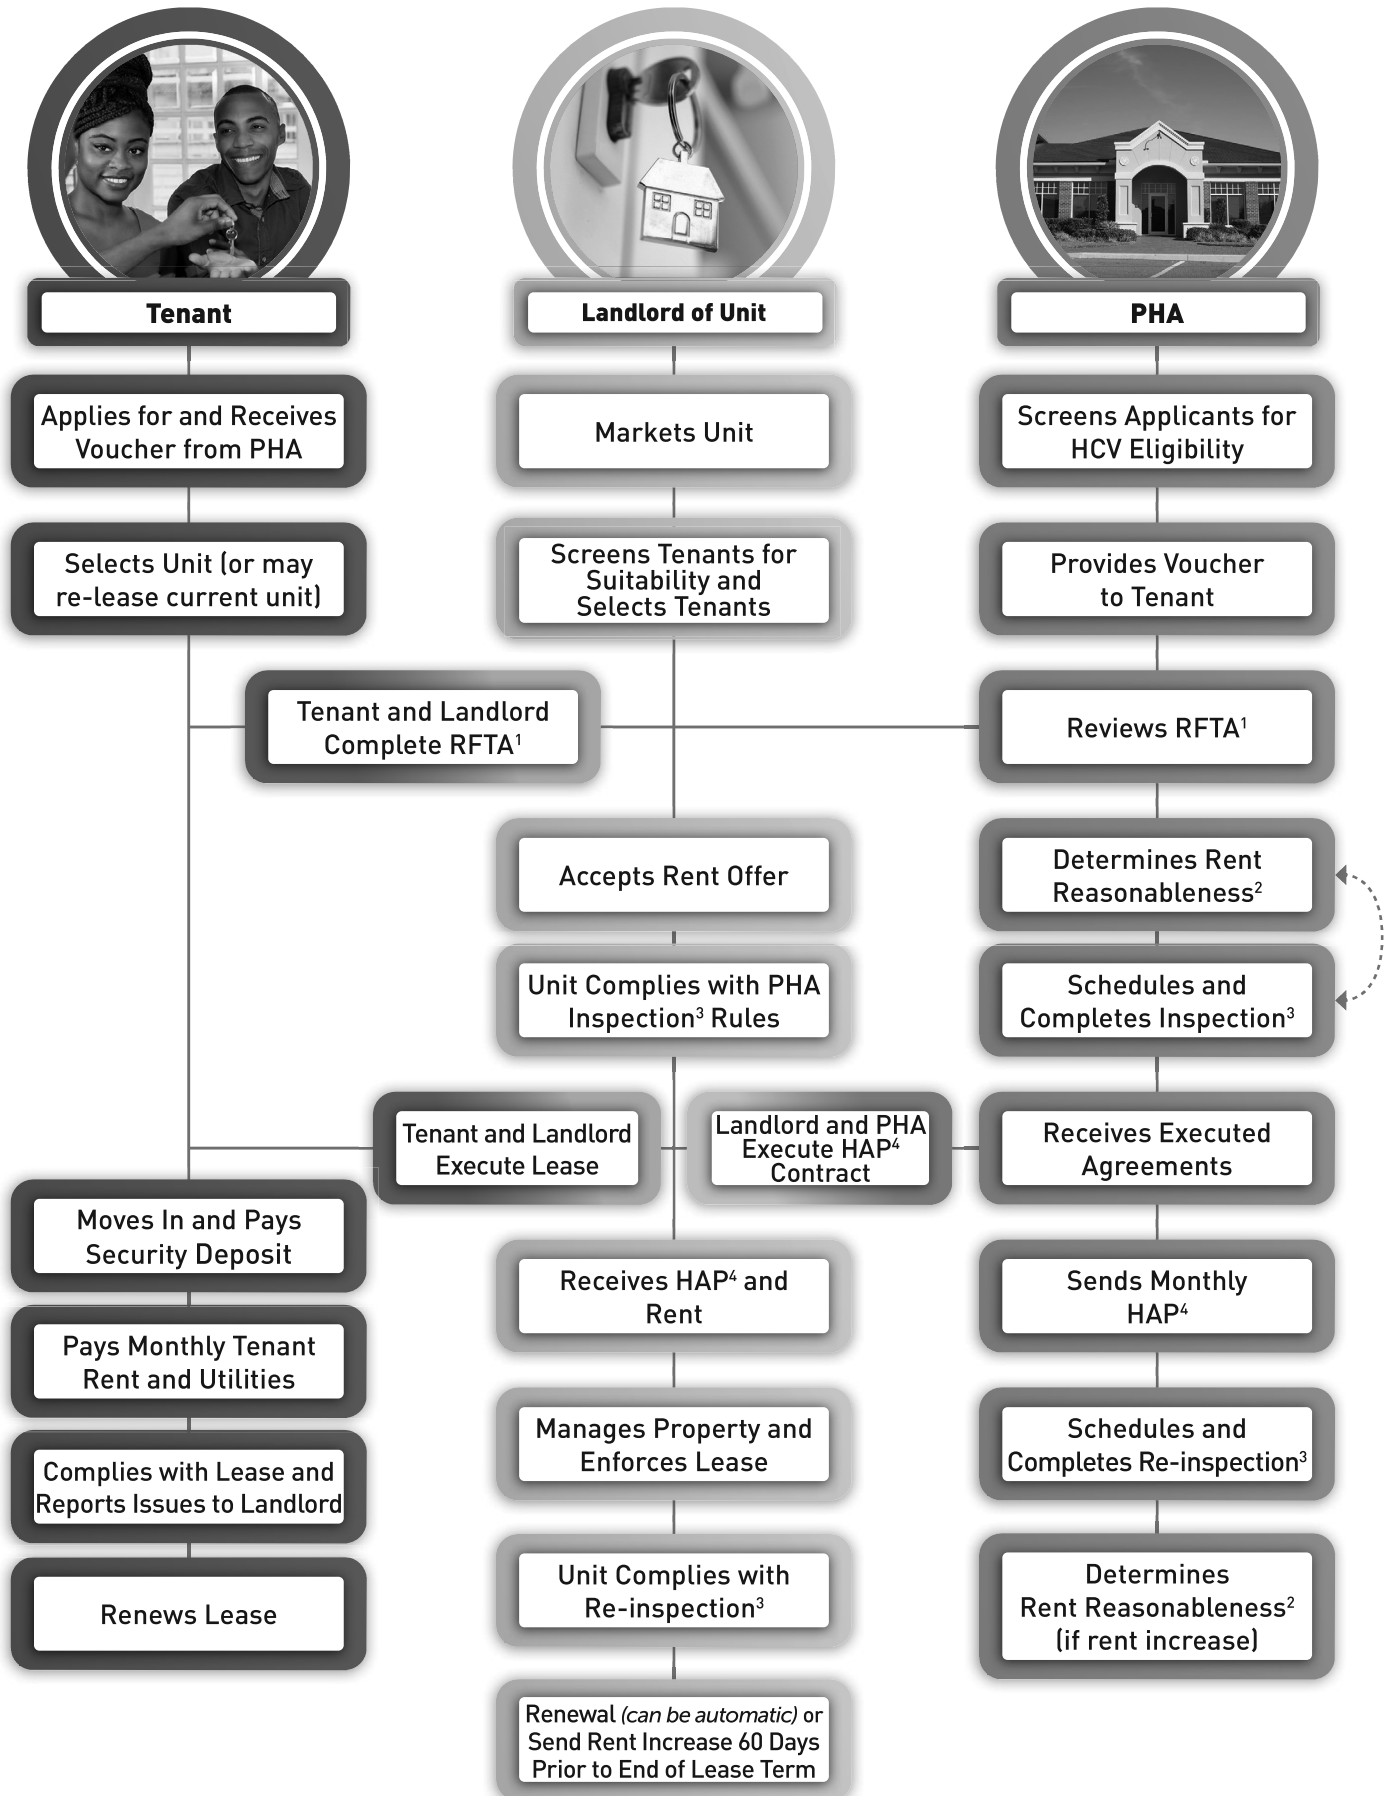 Tenant
Landlord of Unit
PHA
Applies for and Receives
Voucher from PHA
Markets Unit
Screens Applicants for
HCV Eligibility
Selects Unit (or may
re-lease current unit)
Screens Tenants for
Suitability and
Selects Tenants
Provides Voucher
to Tenant
Tenant and Landlord
Complete RFTA¹
Reviews RFTA¹
Accepts Rent Offer
Determines Rent
Reasonableness²
Unit Complies with PHA
Inspection³ Rules
Schedules and
Completes Inspection³
Tenant and Landlord
Execute Lease
Landlord and PHA
Execute HAP⁴
Contract
Receives Executed
Agreements
Moves In and Pays
Security Deposit
Receives HAP⁴ and
Rent
Sends Monthly
HAP⁴
Pays Monthly Tenant
Rent and Utilities
Manages Property and
Enforces Lease
Schedules and
Completes Re-inspection³
Complies with Lease and
Reports Issues to Landlord
Unit Complies with
Re-inspection³
Determines
Rent Reasonableness²
(if rent increase)
Renews Lease
Renewal (can be automatic) or
Send Rent Increase 60 Days
Prior to End of Lease Term